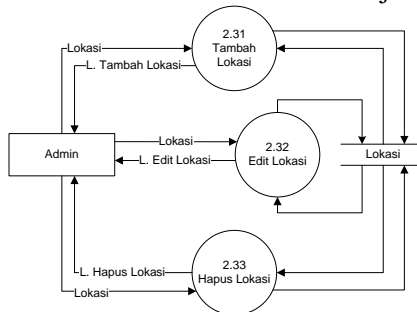 2.31
Tambah
Lokasi
Lokasi
L. Tambah Lokasi
Admin
Lokasi
L. Edit Lokasi
2.32
Edit Lokasi
Lokasi
L. Hapus Lokasi
Lokasi
2.33
Hapus Lokasi